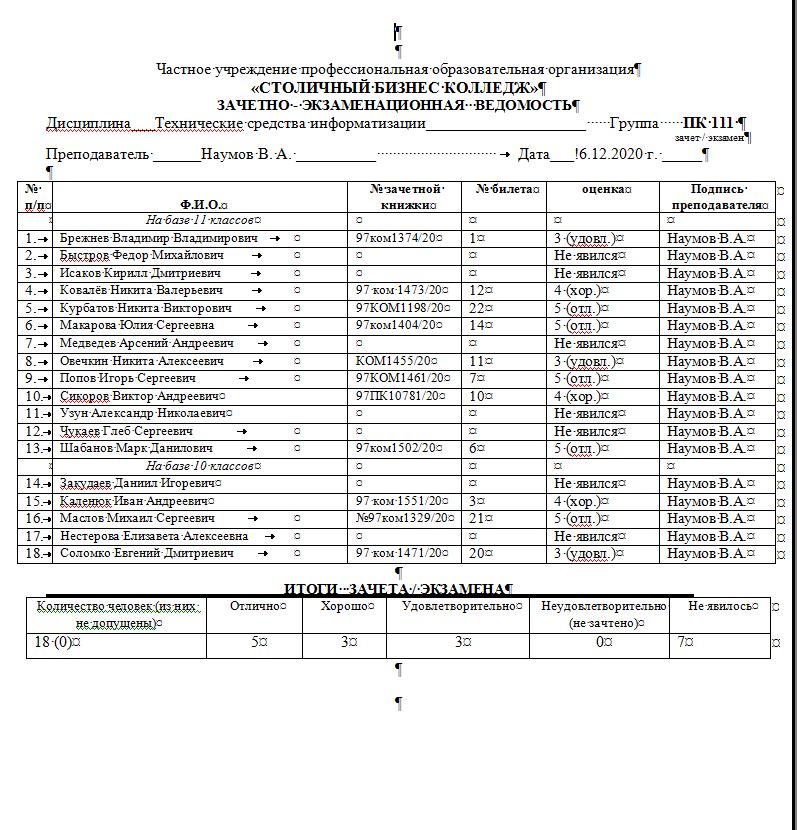 Частное учреждение профессиональная образовательная организация
«СТОЛИЧНЫЙ БИЗНЕС КОЛЛЕДЖ»
ЗАЧЕТНО - ЭКЗАМЕНАЦИОННАЯ ВЕДОМОСТЬ
Дисциплина___Технические средства информатизации____________________ Группа ПК 111
зачет / экзамен
Преподаватель ______Наумов В. А. __________ Дата___!6.12.2020 г. _____
№ п/п Ф.И.О. № зачетной книжки № билета оценка Подпись преподавателя
На базе 11 классов
1. Брежнев Владимир Владимирович 97ком1374/20 1 3 (удовл.) Наумов В.А.
2. Быстров Федор Михайлович Не явился Наумов В.А.
3. Исаков Кирилл Дмитриевич Не явился Наумов В.А.
4. Ковалёв Никита Валерьевич 97 ком 1473/20 12 4 (хор.) Наумов В.А.
5. Курбатов Никита Викторович 97КОМ1198/20 22 5 (отл.) Наумов В.А.
6. Макарова Юлия Сергеевна 97ком1404/20 14 5 (отл.) Наумов В.А.
7. Медведев Арсений Андреевич Не явился Наумов В.А.
8. Овечкин Никита Алексеевич КОМ1455/20 11 3 (удовл.) Наумов В.А.
9. Попов Игорь Сергеевич 97КОМ1461/20 7 5 (отл.) Наумов В.А.
10. Сикоров Виктор Андреевич 97ПК10781/20 10 4 (хор.) Наумов В.А.
11. Узун Александр Николаевич Не явился Наумов В.А.
12. Чукаев Глеб Сергеевич Не явился Наумов В.А.
13. Шабанов Марк Данилович 97ком1502/20 6 5 (отл.) Наумов В.А.
На базе 10 классов
14. Закудаев Даниил Игоревич Не явился Наумов В.А.
15. Каленюк Иван Андреевич 97 ком 1551/20 3 4 (хор.) Наумов В.А.
16. Маслов Михаил Сергеевич №97ком1329/20 21 5 (отл.) Наумов В.А.
17. Нестерова Елизавета Алексеевна Не явился Наумов В.А.
18. Соломко Евгений Дмитриевич 97 ком 1471/20 20 3 (удовл.) Наумов В.А.
ИТОГИ ЗАЧЕТА / ЭКЗАМЕНА
Количество человек (из них не допущены) Отлично Хорошо Удовлетворительно Неудовлетворительно (не зачтено) Не явилось
18 (0) 5 3 3 0 7